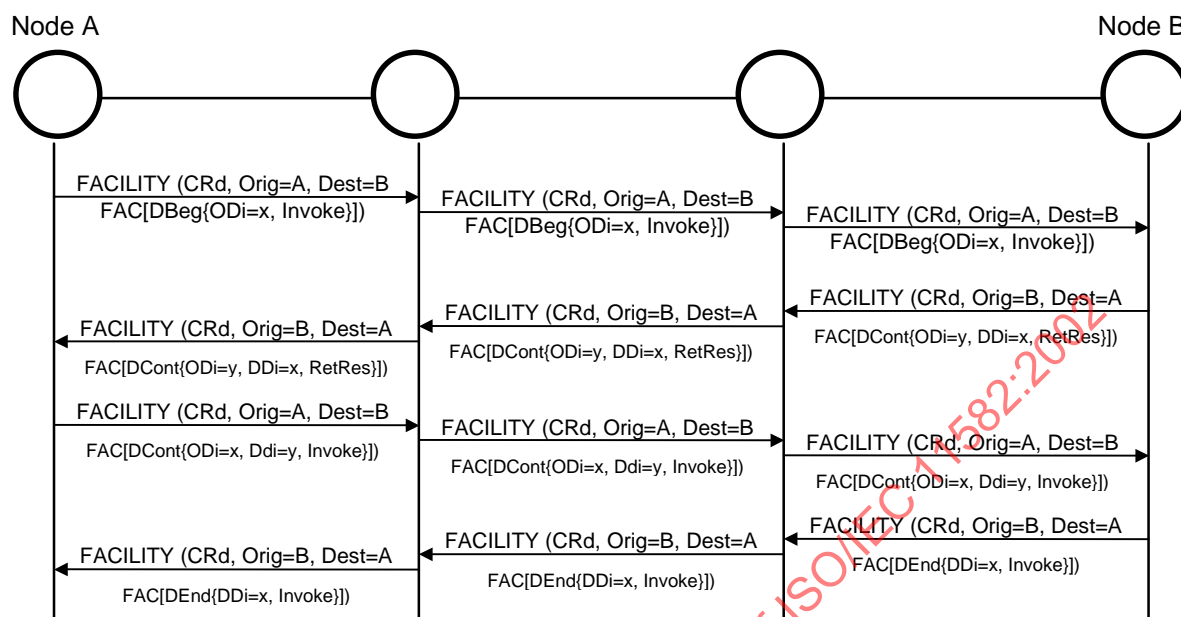 Node A
Node B
FACILITY (CRd, Orig=A, Dest=B
FAC[DBeg{ODi=x, Invoke}])
FACILITY (CRd, Orig=A, Dest=B
FAC[DBeg{ODi=x, Invoke}])
FACILITY (CRd, Orig=A, Dest=B
FAC[DBeg{ODi=x, Invoke}])
FACILITY (CRd, Orig=B, Dest=A
FAC[DCont{ODi=y, DDi=x, RetRes}])
FACILITY (CRd, Orig=B, Dest=A
FAC[DCont{ODi=y, DDi=x, RetRes}])
FACILITY (CRd, Orig=B, Dest=A
FAC[DCont{ODi=y, DDi=x, RetRes}])
FACILITY (CRd, Orig=A, Dest=B
FAC[DCont{ODi=x, Ddi=y, Invoke}])
FACILITY (CRd, Orig=A, Dest=B
FAC[DCont{ODi=x, Ddi=y, Invoke}])
FACILITY (CRd, Orig=A, Dest=B
FAC[DCont{ODi=x, Ddi=y, Invoke}])
FACILITY (CRd, Orig=B, Dest=A
FAC[DEnd{DDi=x, Invoke}])
FACILITY (CRd, Orig=B, Dest=A
FAC[DEnd{DDi=x, Invoke}])
FACILITY (CRd, Orig=B, Dest=A
FAC[DEnd{DDi=x, Invoke}])
ISO/IEC 11582:2002